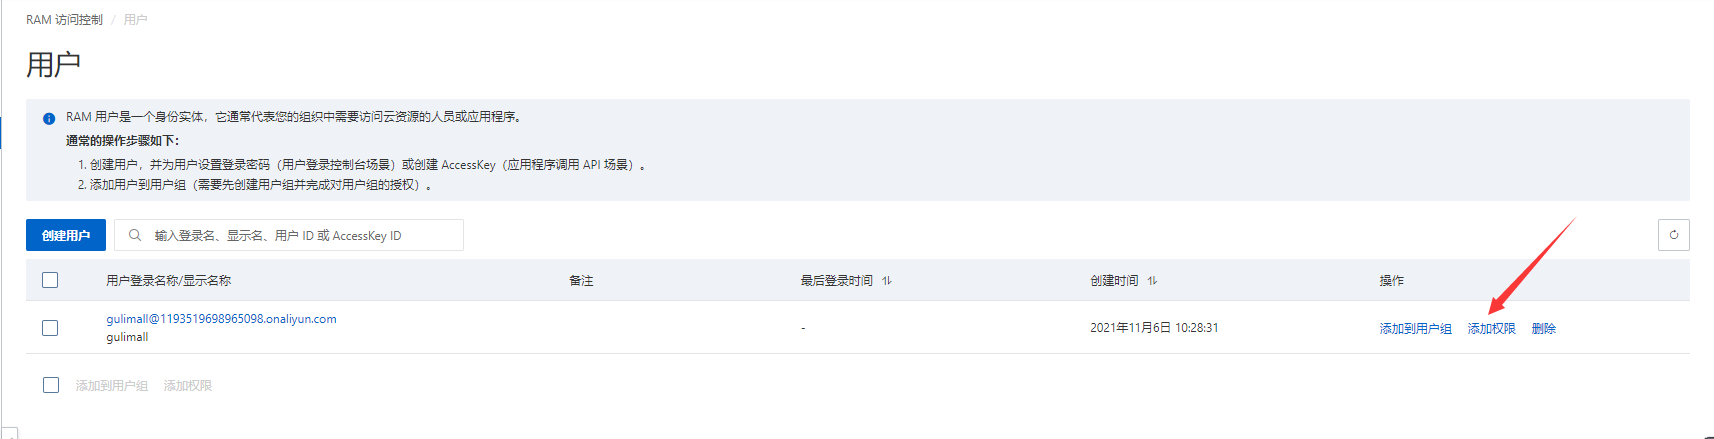 RAM 访问控制 / 用户
用户
RAM 用户是一个身份实体，它通常代表您的组织中需要访问云资源的人员或应用程序。
通常的操作步骤如下：
1. 创建用户，并为用户设置登录密码（用户登录控制台场景）或创建 AccessKey（应用程序调用 API 场景）。
2. 添加用户到用户组（需要先创建用户组并完成对用户组的授权）。
创建用户 输入登录名、显示名、用户 ID 或 AccessKey ID
用户登录名称/显示名称 备注 最后登录时间 创建时间 操作
gulimall@1193519698965098.onaliyun.com
gulimall - 2021年11月6日 10:28:31 添加到用户组 添加权限 删除
添加到用户组 添加权限